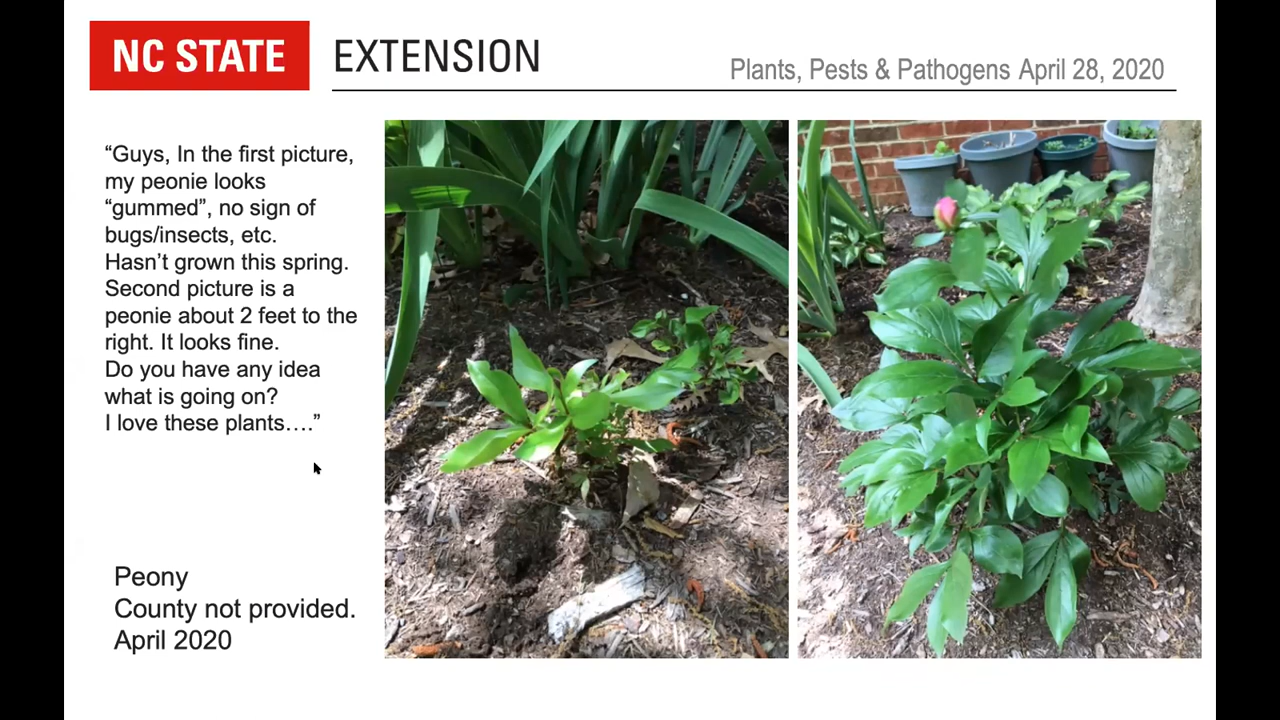 NC STATE EXTENSION
Plants, Pests & Pathogens April 28, 2020
“Guys, In the first picture,
my peonie looks
“gummed”, no sign of
bugs/insects, etc.
Hasn’t grown this spring.
Second picture is a
peonie about 2 feet to the
right. It looks fine.
Do you have any idea
what is going on?
I love these plants….”
Peony
County not provided.
April 2020